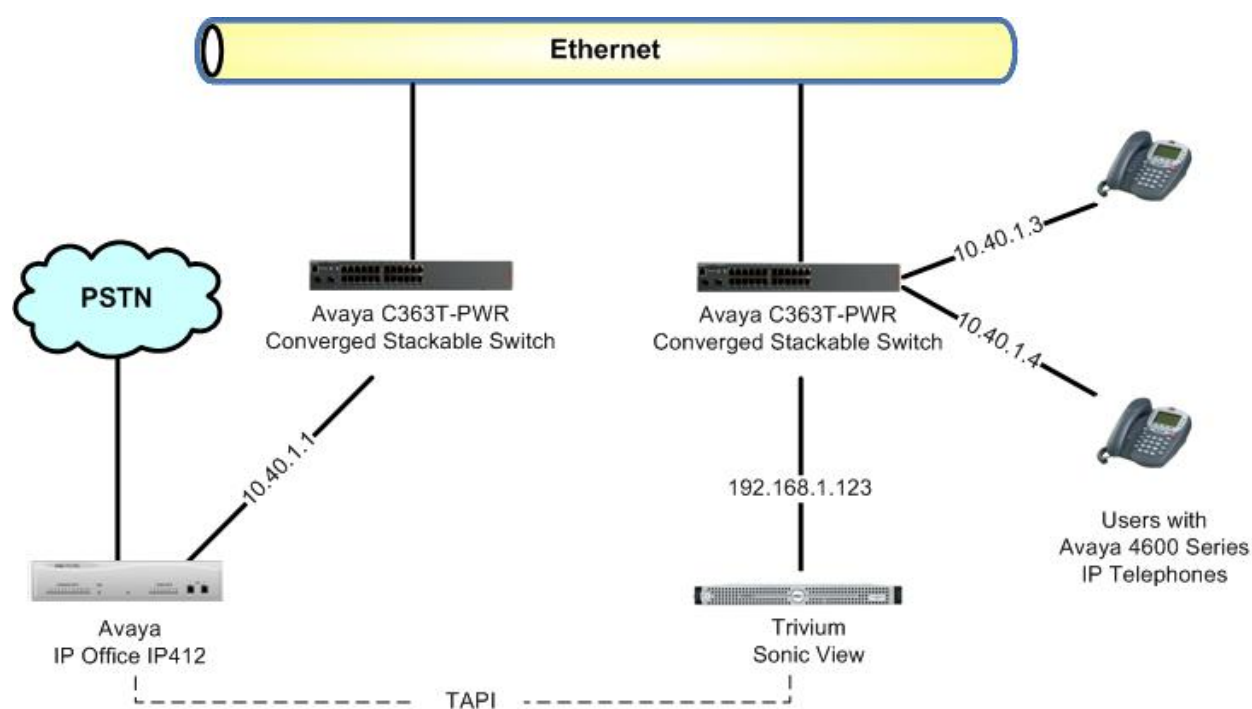 Ethernet
PSTN
Avaya C363T-PWR
Converged Stackable Switch
Avaya C363T-PWR
Converged Stackable Switch
10.40.1.3
10.40.1.4
10.40.1.1
192.168.1.123
Users with
Avaya 4600 Series
IP Telephones
Avaya
IP Office IP412
Trivium
Sonic View
TAPI